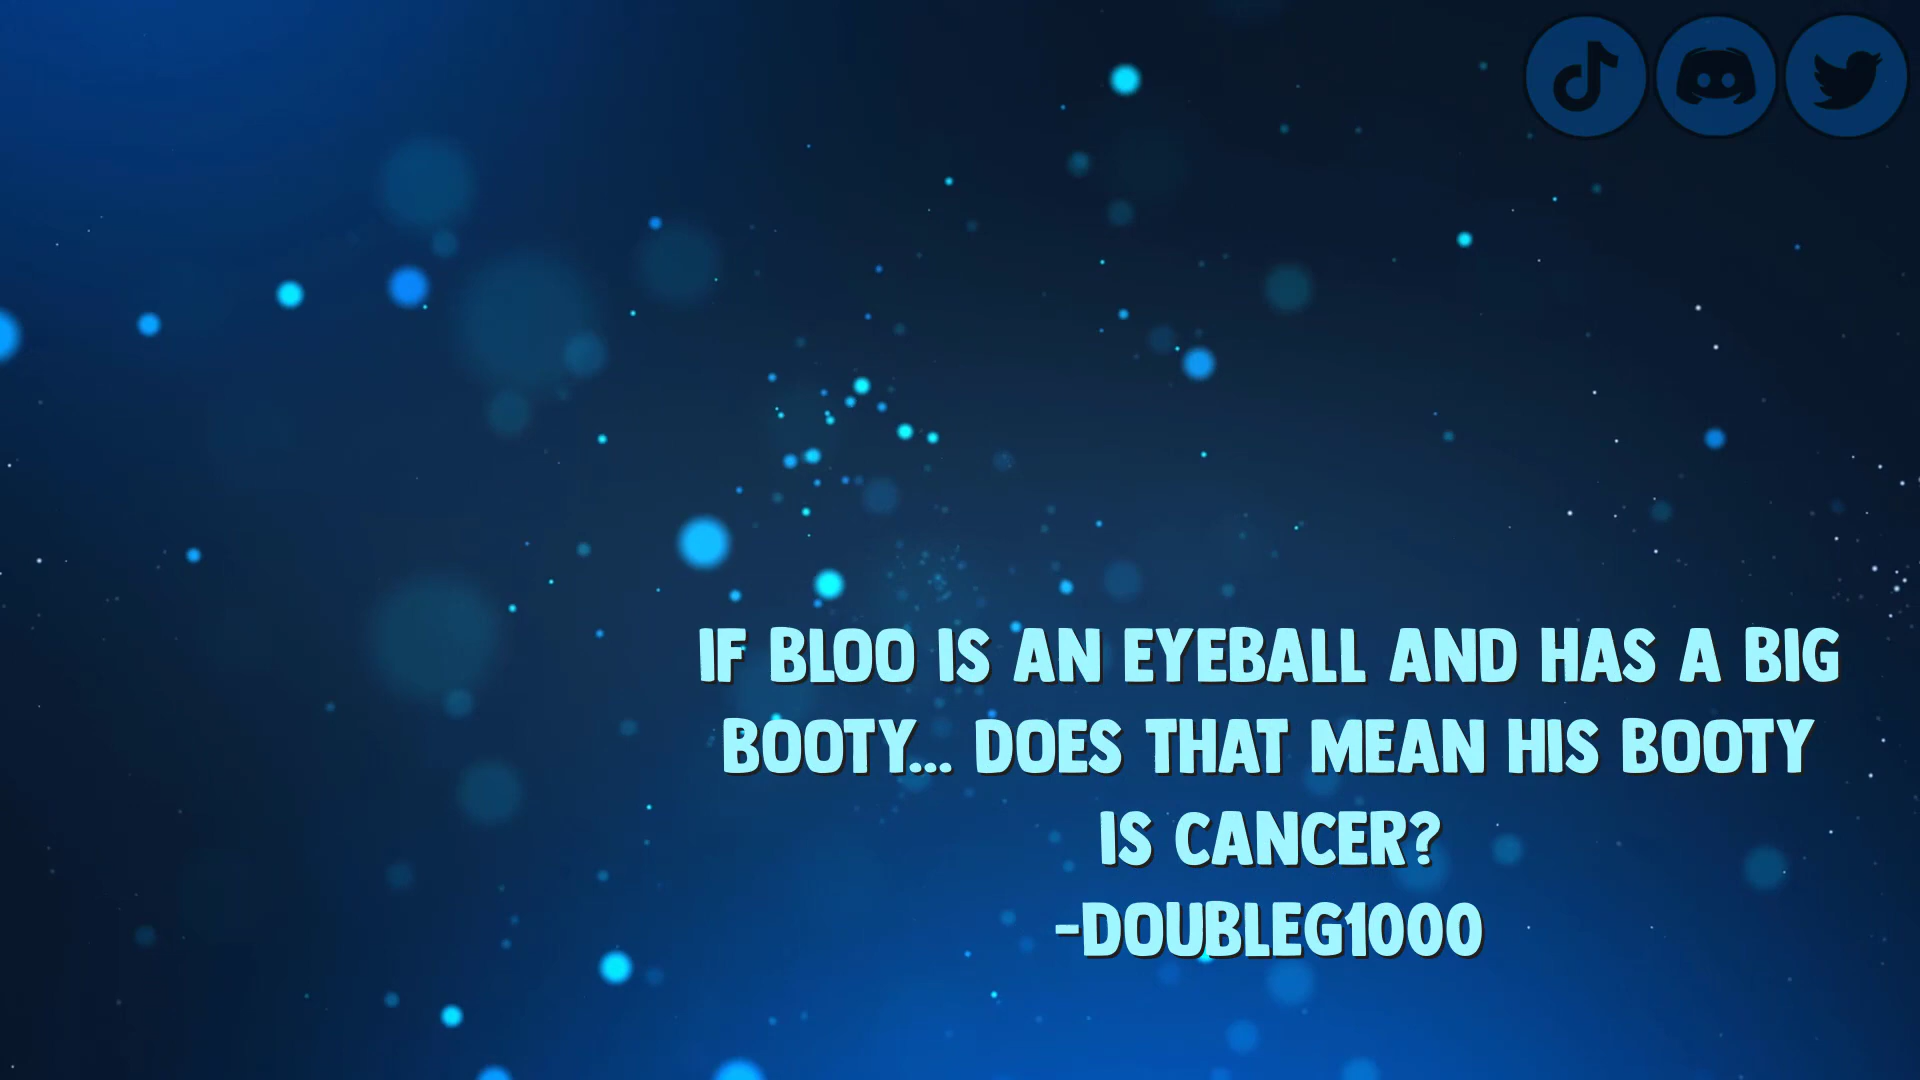 IF BLOO IS AN EYEBALL AND HAS A BIG
BOOTY... DOES THAT MEAN HIS BOOTY
IS CANCER?
-DOUBLEG1000